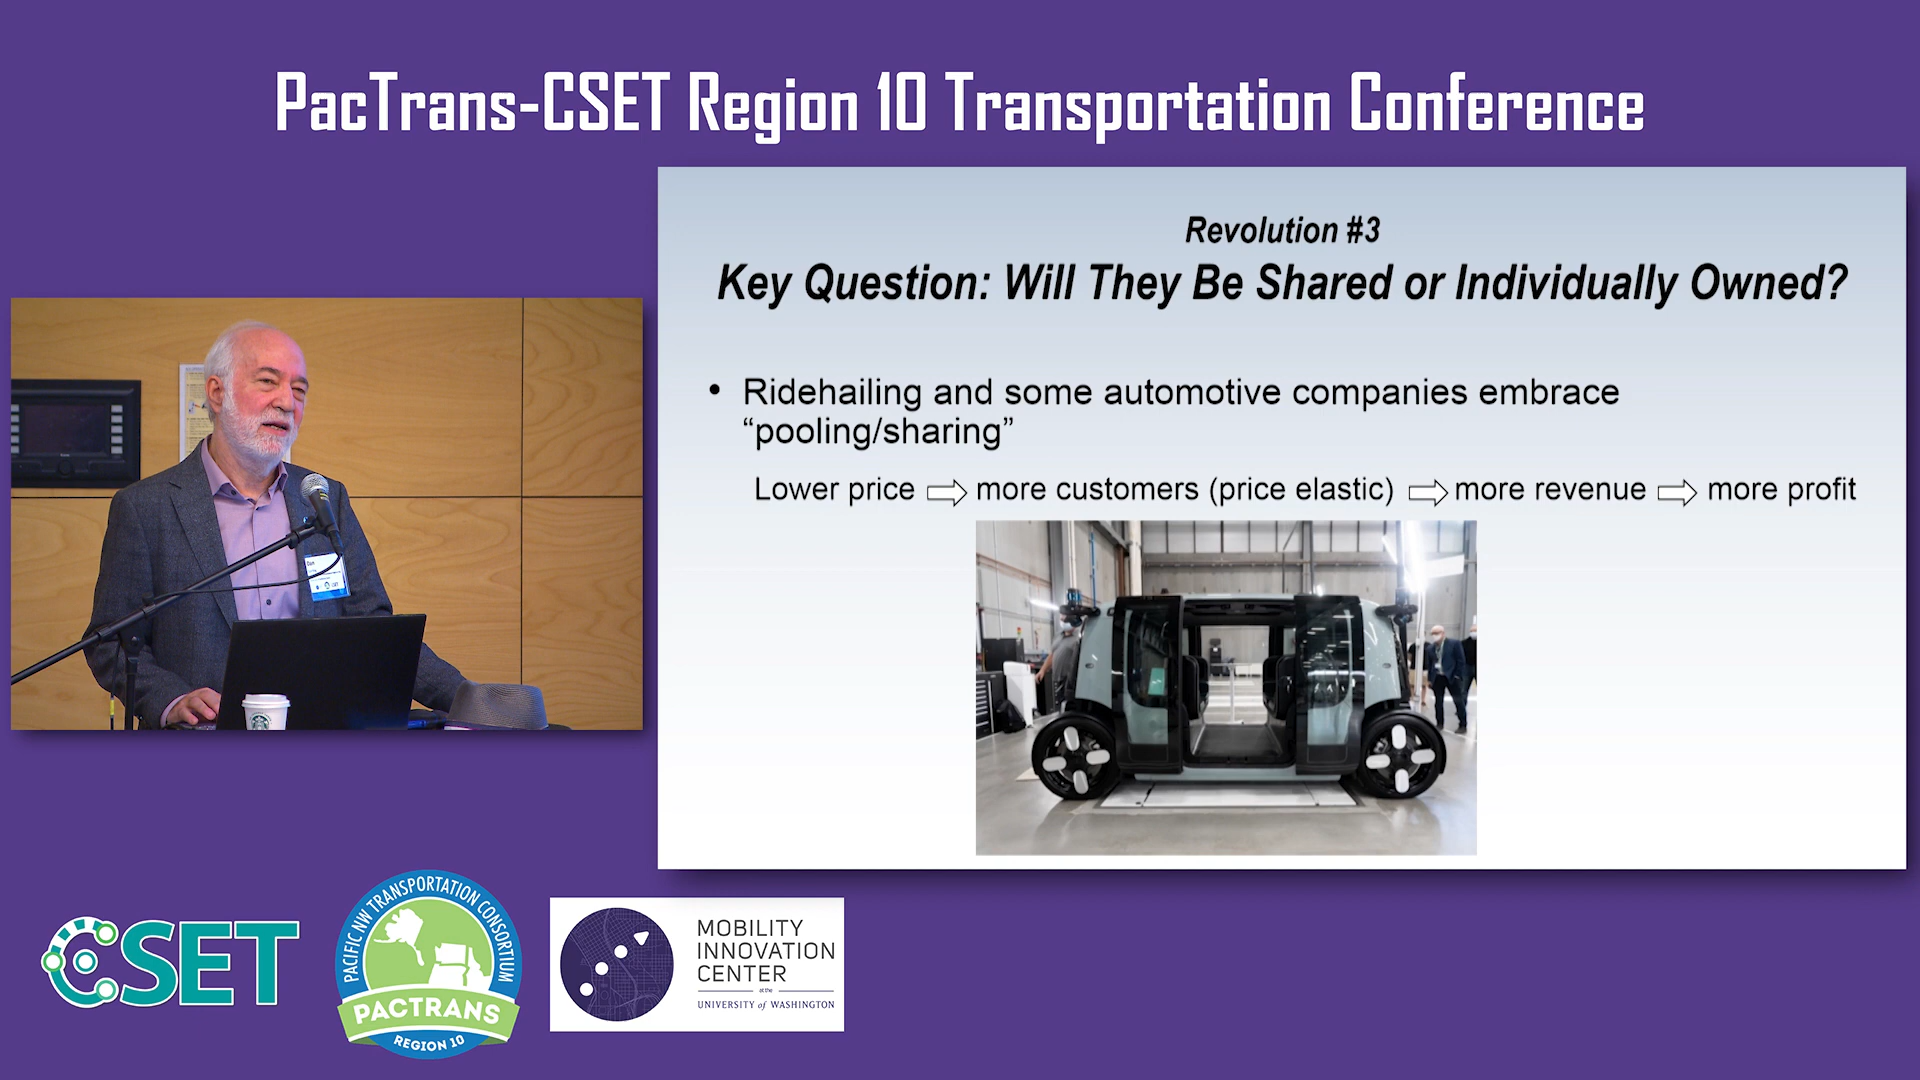 PacTrans-CSET Region 10 Transportation Conference
Revolution #3
Key Question: Will They Be Shared or Individually Owned?
• Ridehailing and some automotive companies embrace
“pooling/sharing”
Lower price ⇨ more customers (price elastic) ⇨ more revenue ⇨ more profit
Dan
CSET
PACIFIC NW TRANSPORTATION CONSORTIUM
PACTRANS
REGION 10
MOBILITY
INNOVATION
CENTER
at the
UNIVERSITY of WASHINGTON